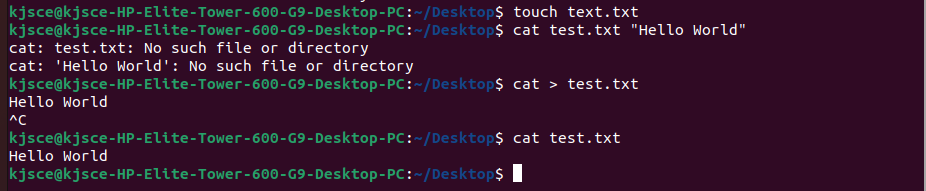 kjsce@kjsce-HP-Elite-Tower-600-G9-Desktop-PC:~/Desktop$ touch text.txt
kjsce@kjsce-HP-Elite-Tower-600-G9-Desktop-PC:~/Desktop$ cat test.txt "Hello World"
cat: test.txt: No such file or directory
cat: 'Hello World': No such file or directory
kjsce@kjsce-HP-Elite-Tower-600-G9-Desktop-PC:~/Desktop$ cat > test.txt
Hello World
^C
kjsce@kjsce-HP-Elite-Tower-600-G9-Desktop-PC:~/Desktop$ cat test.txt
Hello World
kjsce@kjsce-HP-Elite-Tower-600-G9-Desktop-PC:~/Desktop$